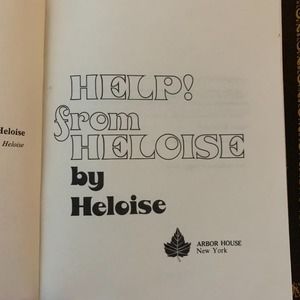 Heloise
Heloise
HELP!
from
HELOISE
by
Heloise
ARBOR HOUSE
New York